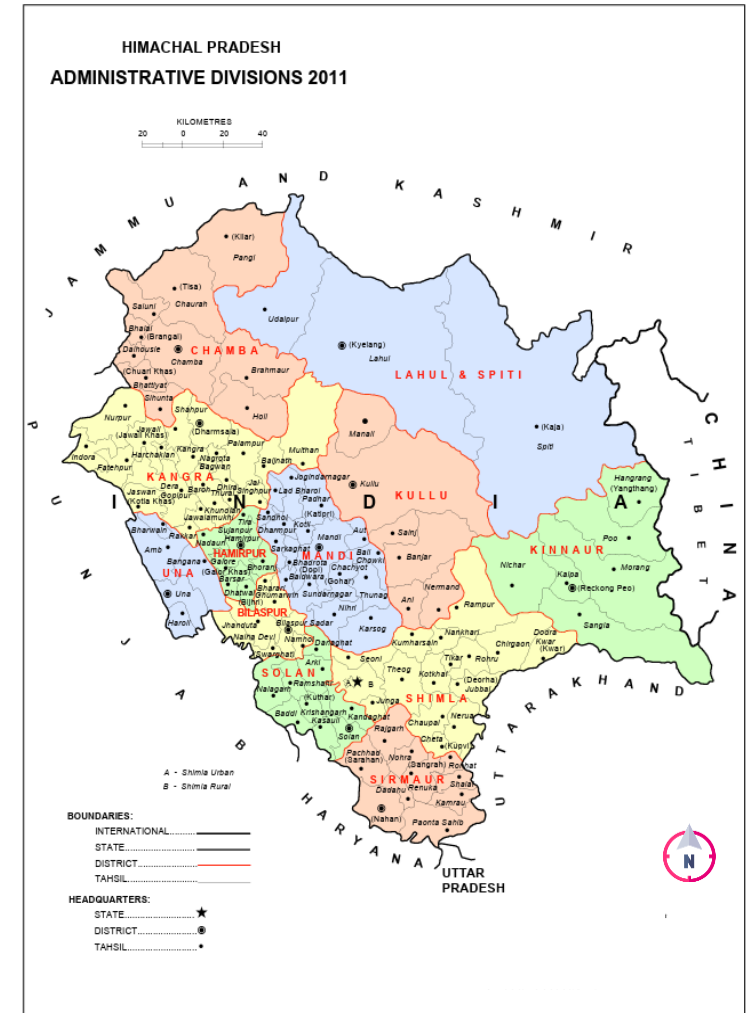 HIMACHAL PRADESH
ADMINISTRATIVE DIVISIONS 2011
KILOMETRES
20 0 20 40
JAMMU AND KASHMIR
(Kilar)
Pangi
(Tisa)
Saluni
Chaurah
Bhalai
(Brangal)
Dalhousie
Chamba
CHAMBA
(Chuari Khas)
Bhattiyat
Brahmaur
Sihunta
Holi
Udaipur
(Kyelang)
Lahul
LAHUL & SPITI
(Kaja)
Spiti
CHINA
TIBET
PUNJAB
Nurpur
Shahpur
(Dharmsala)
Jawali
(Jawali Khas)
Indora
Harchakian
Kangra
Palampur
Fatehpur
Nagrota
Bagwan
Baijnath
Multhan
KANGRA
Jaswan
(Kotla Khas)
Dera
Gopipur
Baroh
Dhira
Thural
Jai
Singhpur
Khundian
Jawalamukhi
Rakkar
INDIA
Manali
Kullu
KULLU
Sainj
Banjar
Nermand
Ani
Jogindarnagar
Lad Bharol
Padhar
(Katipri)
Sandhol
Dharmpur
Kotli
Mandi
MANDI
Aut
Bali
Chowki
Sarkaghat
Bhadrota
(Dopi)
Chachyot
(Gohar)
Baldwara
Sundarnagar
Thunag
Nihri
Karsog
Bharwain
Amb
Bangana
UNA
Una
Haroli
Tira
Sujanpur
Hamirpur
HAMIRPUR
Nadaun
Galore
(Galor Khas)
Bhoranj
Barsar
Dhatwal
(Bijhri)
Bharari
Ghumarwin
BILASPUR
Jhanduta
Bilaspur Sadar
Naina Devi
Namhol
Swarghat
Hangrang
(Yangthang)
Poo
KINNAUR
Nichar
Morang
Kalpa
(Reckong Peo)
Sangla
Rampur
Kumharsain
Nankhari
Dodra
Kwar
(Kwar)
Chirgaon
Tikar
Rohru
Seoni
Theog
Kotkhai
(Deorha)
Jubbal
A B
Junga
SHIMLA
Chaupal
Nerua
Cheta
(Kupvi)
Darlaghat
Arki
SOLAN
Ramshahr
Nalagarh
(Kuthar)
Krishangarh
Baddi
Kasauli
Kandaghat
Solan
Rajgarh
Pachhad
(Sarahan)
Nohra
(Sangrah)
Ronhat
SIRMAUR
Dadahu
Renuka
Shalai
Kamrau
(Nahan)
Paonta Sahib
UTTARAKHAND
HARYANA
UTTAR
PRADESH
A - Shimla Urban
B - Shimla Rural
BOUNDARIES:
INTERNATIONAL
STATE
DISTRICT
TAHSIL
HEADQUARTERS:
STATE
DISTRICT
TAHSIL
N